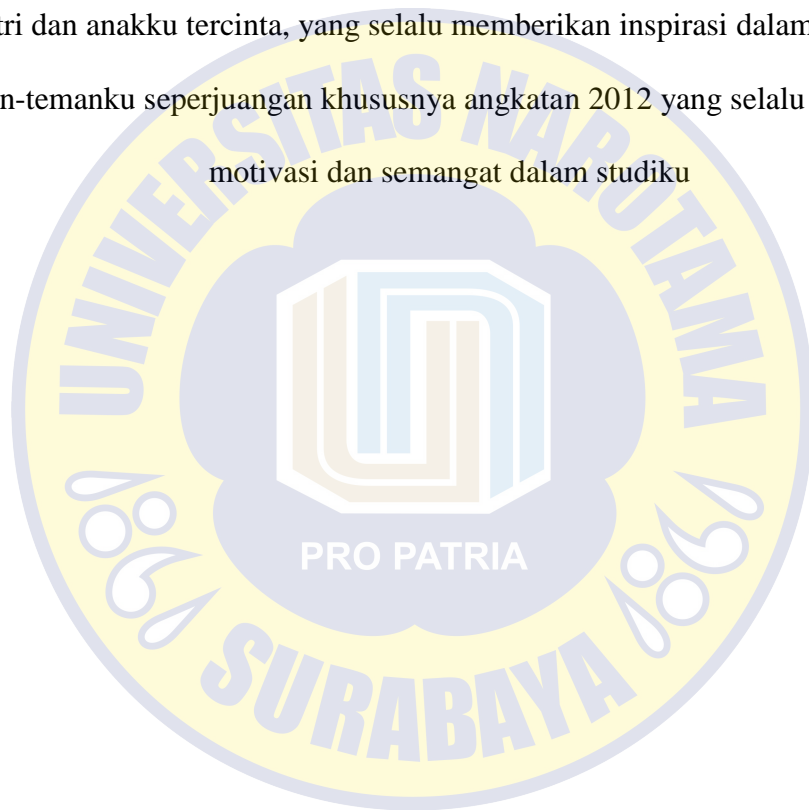 tri dan anakku tercinta, yang selalu memberikan inspirasi dalam
n-temanku seperjuangan khususnya angkatan 2012 yang selalu
motivasi dan semangat dalam studiku
UNIVERSITAS NAROTAMA
PRO PATRIA
SURABAYA